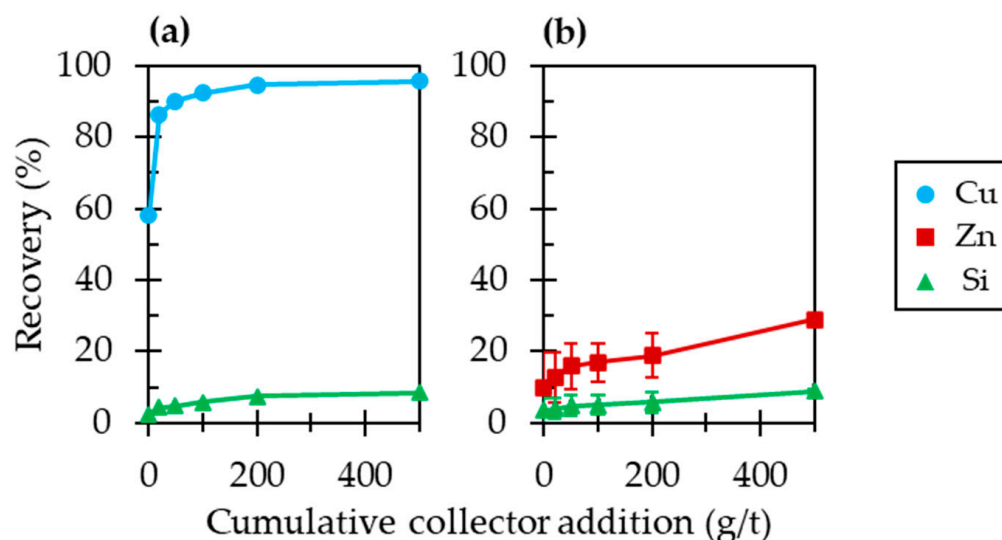 (a) (b)
Recovery (%)
100 100
80 80
60 60
40 40
20 20
0 0
0 200 400 0 200 400
Cumulative collector addition (g/t)
Cu
Zn
Si